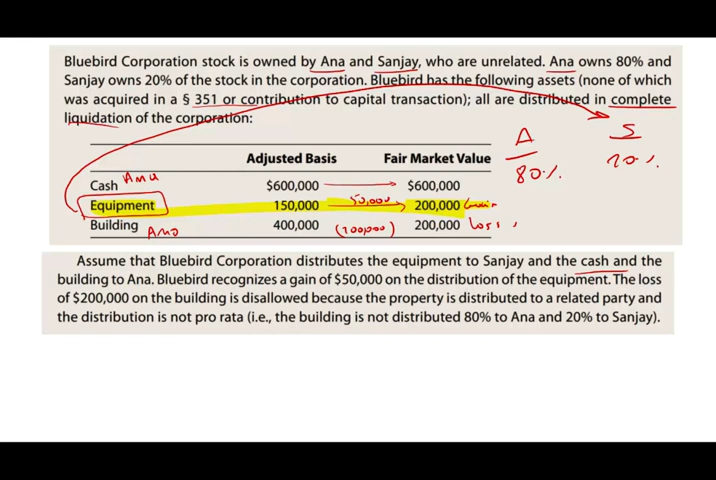 Bluebird Corporation stock is owned by Ana and Sanjay, who are unrelated. Ana owns 80% and
Sanjay owns 20% of the stock in the corporation. Bluebird has the following assets (none of which
was acquired in a § 351 or contribution to capital transaction); all are distributed in complete
liquidation of the corporation:
A S
80% 20%
Adjusted Basis Fair Market Value
Cash Ana $600,000 $600,000
Equipment 150,000 50,000 200,000
Building Ana 400,000 (200,000) 200,000 loss
Assume that Bluebird Corporation distributes the equipment to Sanjay and the cash and the
building to Ana. Bluebird recognizes a gain of $50,000 on the distribution of the equipment. The loss
of $200,000 on the building is disallowed because the property is distributed to a related party and
the distribution is not pro rata (i.e., the building is not distributed 80% to Ana and 20% to Sanjay).